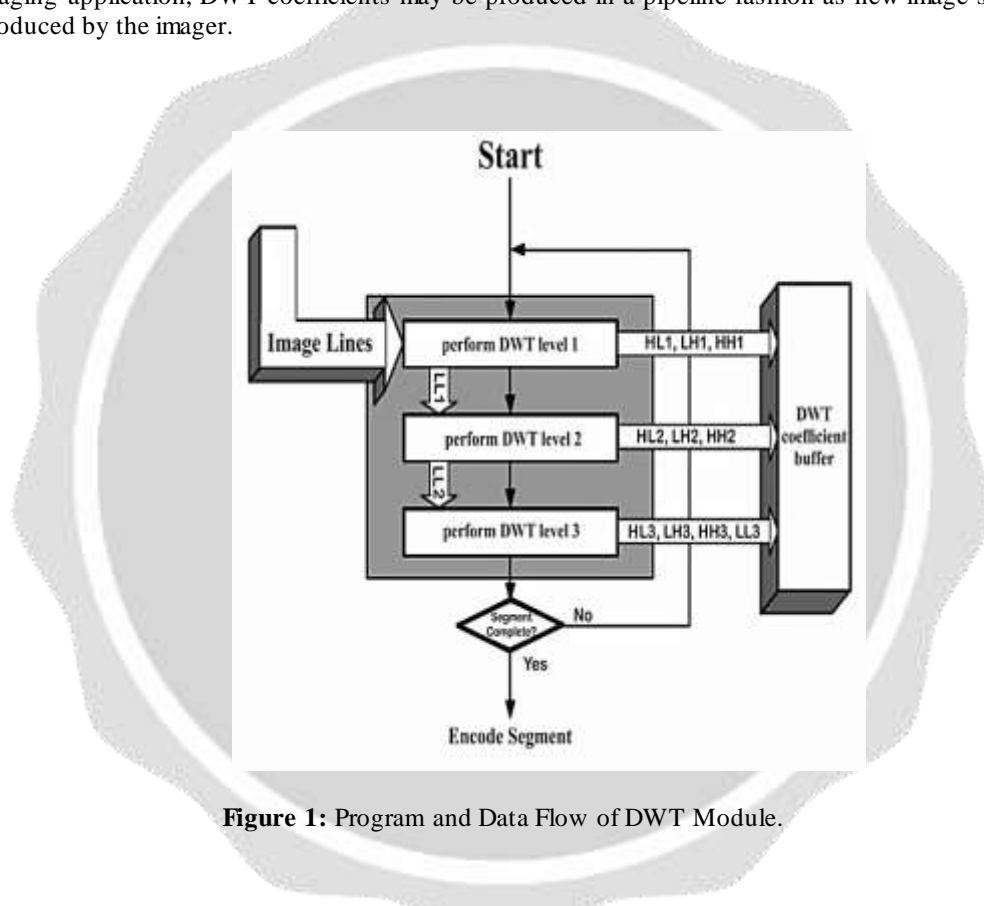 aging application, DWT coefficients may be produced in a pipeline fashion as new image s
oduced by the imager.
Start
Image Lines
perform DWT level 1
HL1, LH1, HH1
LL1
DWT
coefficient
buffer
perform DWT level 2
HL2, LH2, HH2
LL2
perform DWT level 3
HL3, LH3, HH3, LL3
Segment
Complete?
No
Yes
Encode Segment
Figure 1: Program and Data Flow of DWT Module.